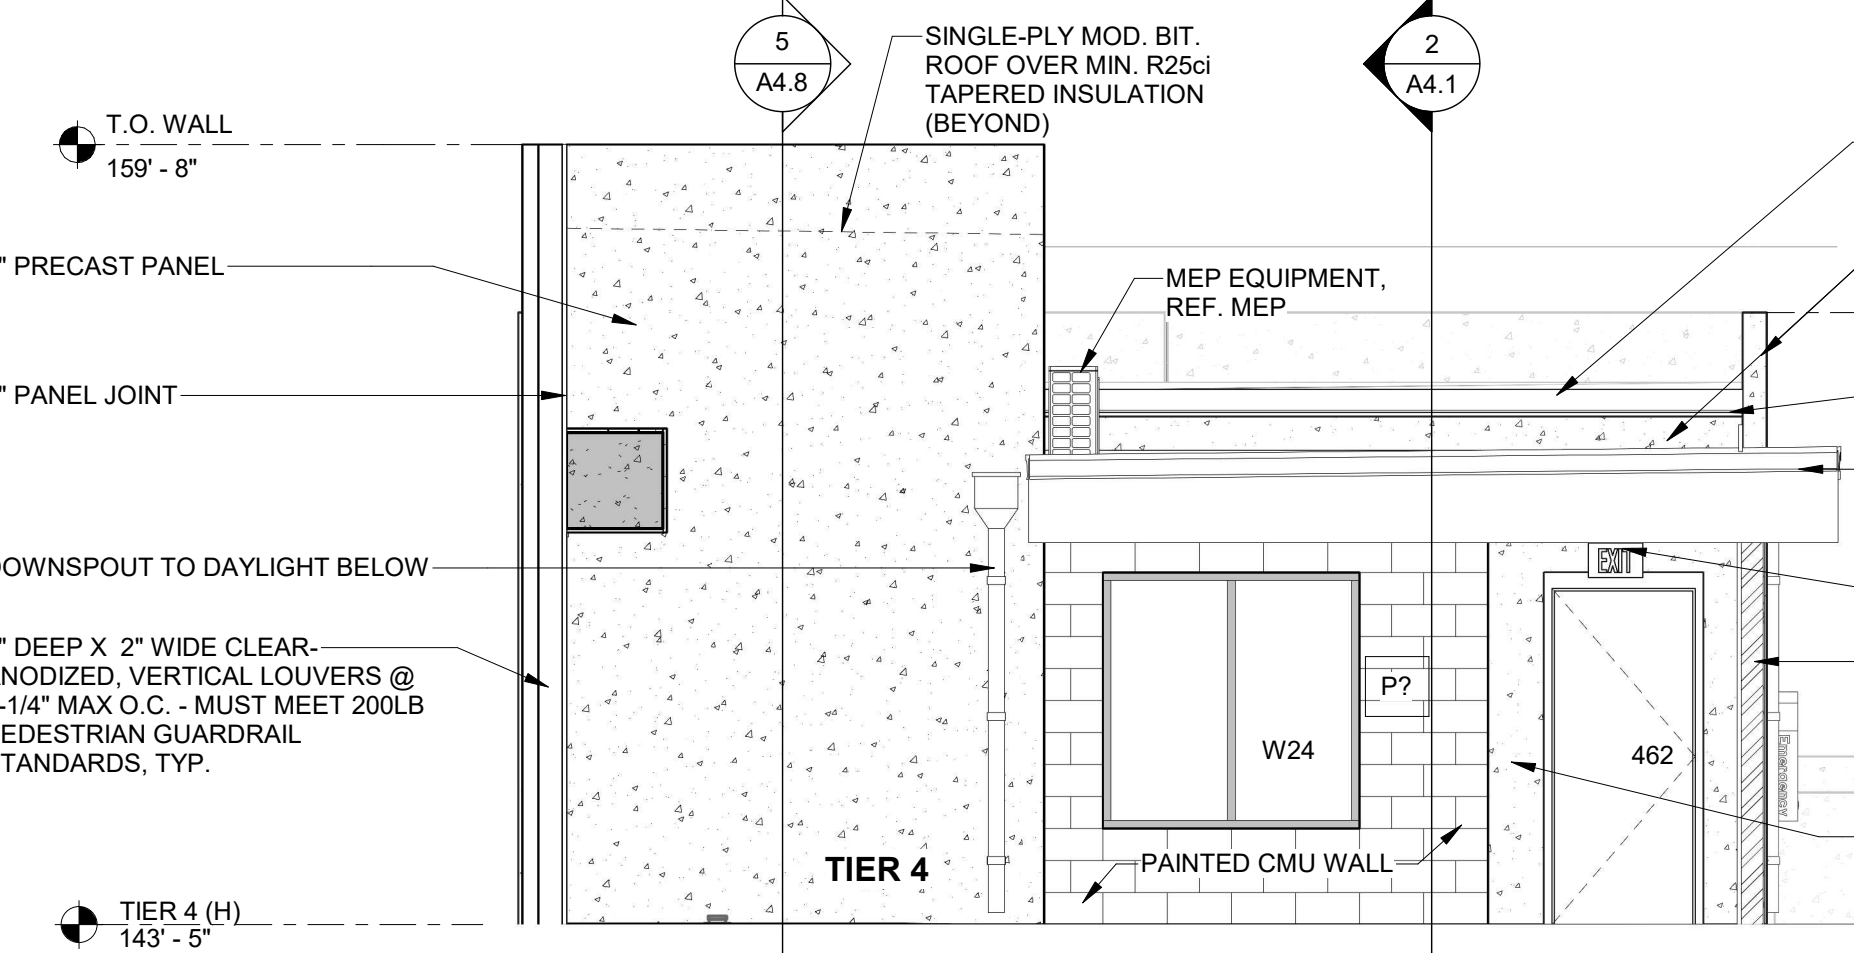 5
A4.8
SINGLE-PLY MOD. BIT.
ROOF OVER MIN. R25ci
TAPERED INSULATION
(BEYOND)
2
A4.1
T.O. WALL
159' - 8"
" PRECAST PANEL
MEP EQUIPMENT,
REF. MEP
" PANEL JOINT
DOWNSPOUT TO DAYLIGHT BELOW
EXIT
" DEEP X 2" WIDE CLEAR-
NODIZED, VERTICAL LOUVERS @
-1/4" MAX O.C. - MUST MEET 200LB
EDESTRIAN GUARDRAIL
TANDARDS, TYP.
P?
W24
462
Emergency
TIER 4
PAINTED CMU WALL
TIER 4 (H)
143' - 5"